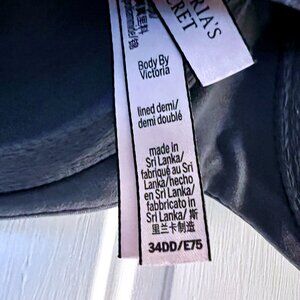 Body By
Victoria
lined demi/
demi doublé
made in
Sri Lanka/
fabriqué au Sri
Lanka/hecho
en Sri Lanka/
fabbricato in
Sri Lanka/ 斯
里兰卡制造
34DD/E75